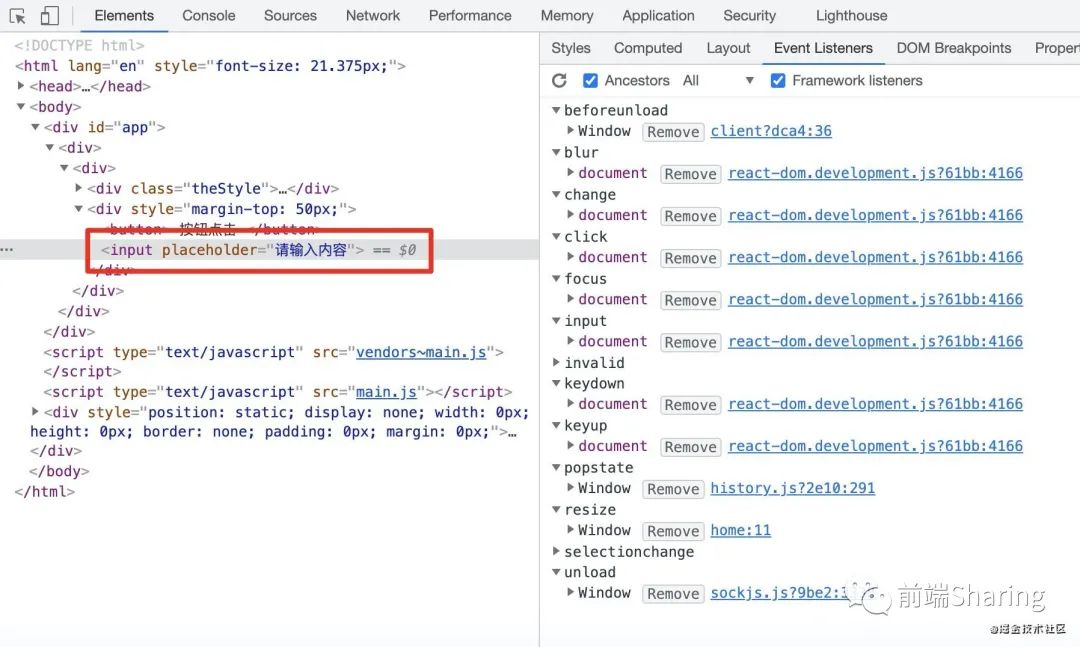 Elements Console Sources Network Performance Memory Application Security Lighthouse
<!DOCTYPE html>
<html lang="en" style="font-size: 21.375px;">
<head>…</head>
<body>
<div id="app">
<div>
<div>
<div class="theStyle">…</div>
<div style="margin-top: 50px;">
<button> 按钮点击 </button>
<input placeholder="请输入内容"> == $0
</div>
</div>
</div>
</div>
<script type="text/javascript" src="vendors~main.js">
</script>
<script type="text/javascript" src="main.js"></script>
<div style="position: static; display: none; width: 0px;
height: 0px; border: none; padding: 0px; margin: 0px;">…
</div>
</body>
</html>
Styles Computed Layout Event Listeners DOM Breakpoints Proper
Ancestors All Framework listeners
beforeunload
Window Remove client?dca4:36
blur
document Remove react-dom.development.js?61bb:4166
change
document Remove react-dom.development.js?61bb:4166
click
document Remove react-dom.development.js?61bb:4166
focus
document Remove react-dom.development.js?61bb:4166
input
document Remove react-dom.development.js?61bb:4166
invalid
keydown
document Remove react-dom.development.js?61bb:4166
keyup
document Remove react-dom.development.js?61bb:4166
popstate
Window Remove history.js?2e10:291
resize
Window Remove home:11
selectionchange
unload
Window Remove
前端Sharing
@掘金技术社区